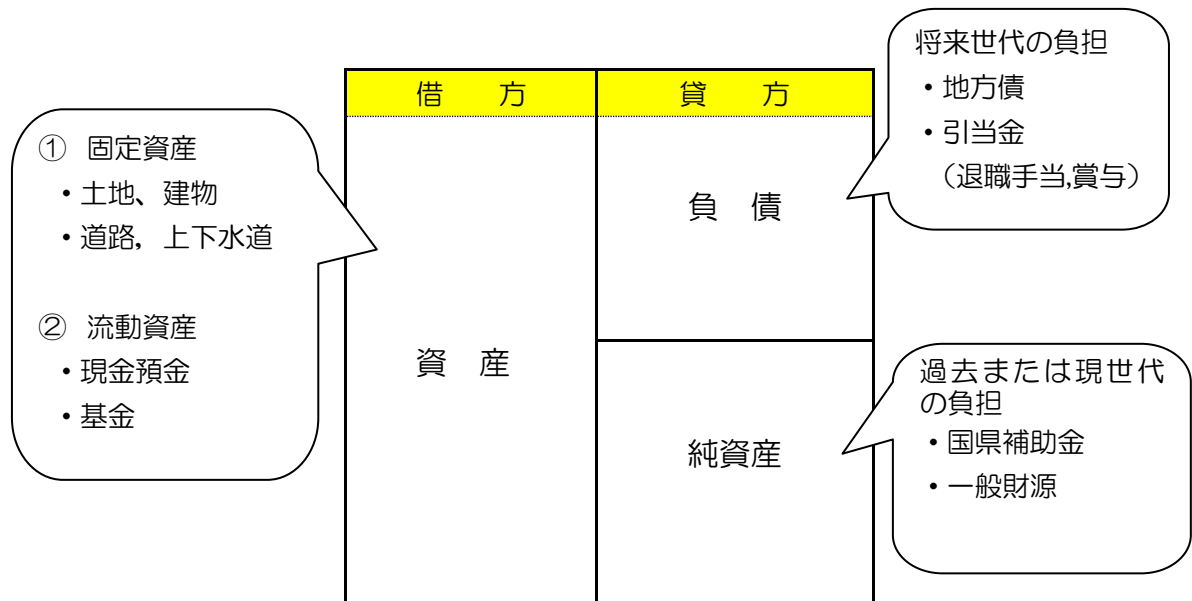 ① 固定資産
・土地、建物
・道路，上下水道
② 流動資産
・現金預金
・基金
借　方
貸　方
資　産
負　債
純資産
将来世代の負担
・地方債
・引当金
（退職手当,賞与）
過去または現世代
の負担
・国県補助金
・一般財源